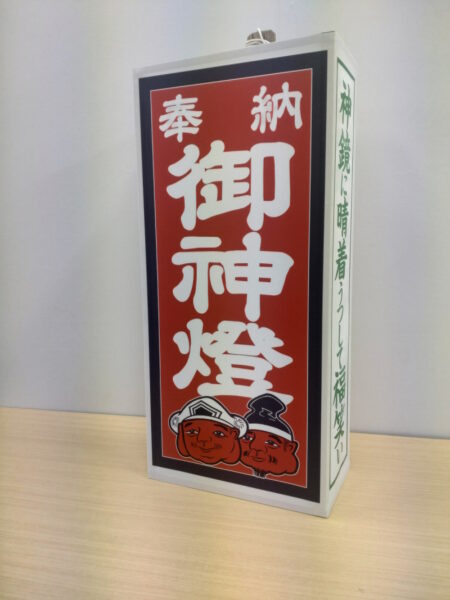 奉納
御神燈
神鏡に晴着うつして福笑い